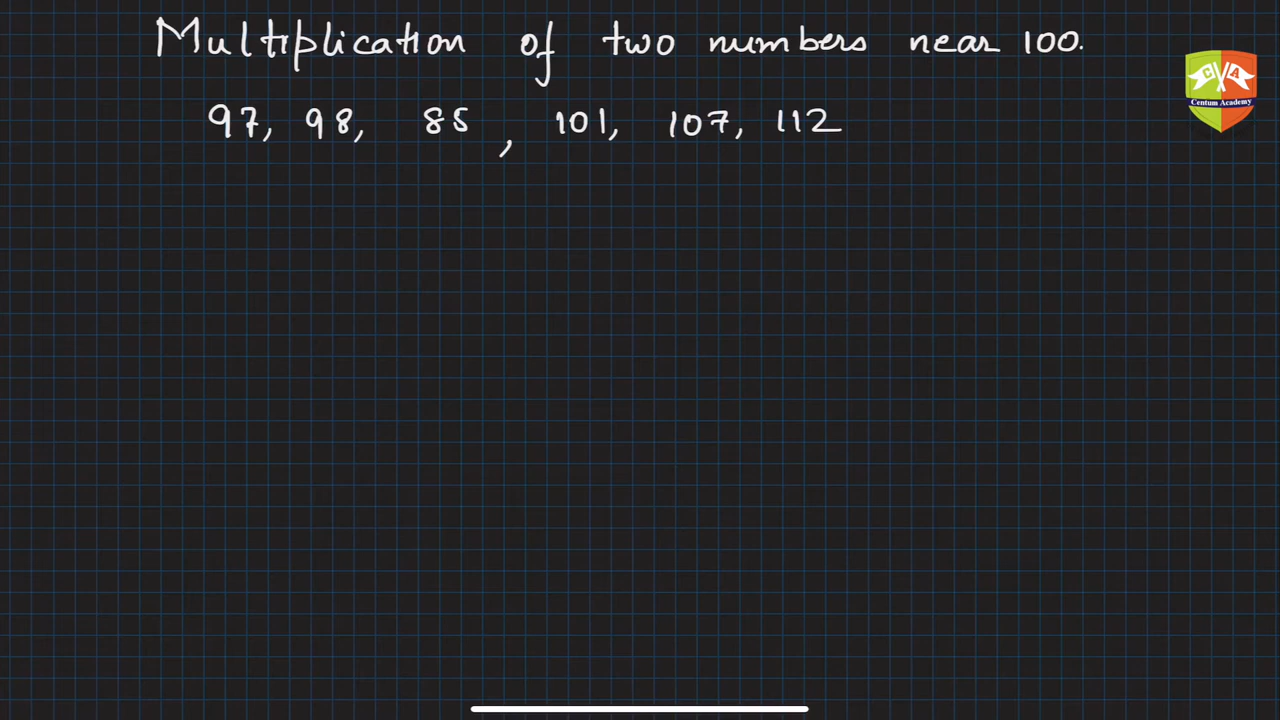 Multiplication of two numbers near 100.
97, 98, 85, 101, 107, 112
C A
Centum Academy